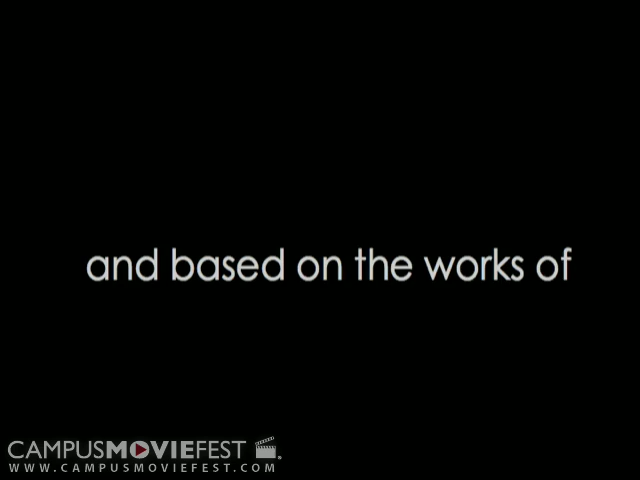 and based on the works of
CAMPUSMOVIEFEST
WWW.CAMPUSMOVIEFEST.COM